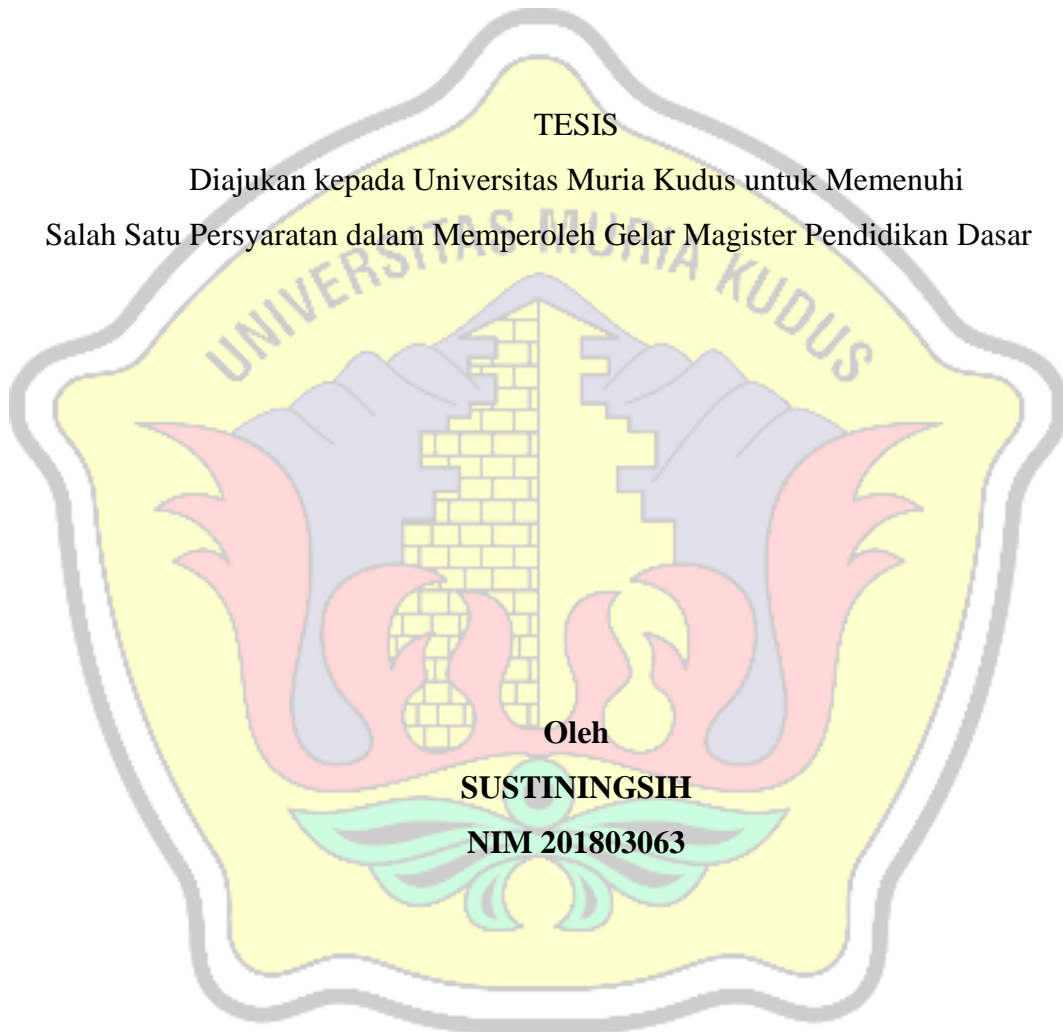 TESIS
Diajukan kepada Universitas Muria Kudus untuk Memenuhi
Salah Satu Persyaratan dalam Memperoleh Gelar Magister Pendidikan Dasar
UNIVERSITAS MURIA KUDUS
Oleh
SUSTININGSIH
NIM 201803063